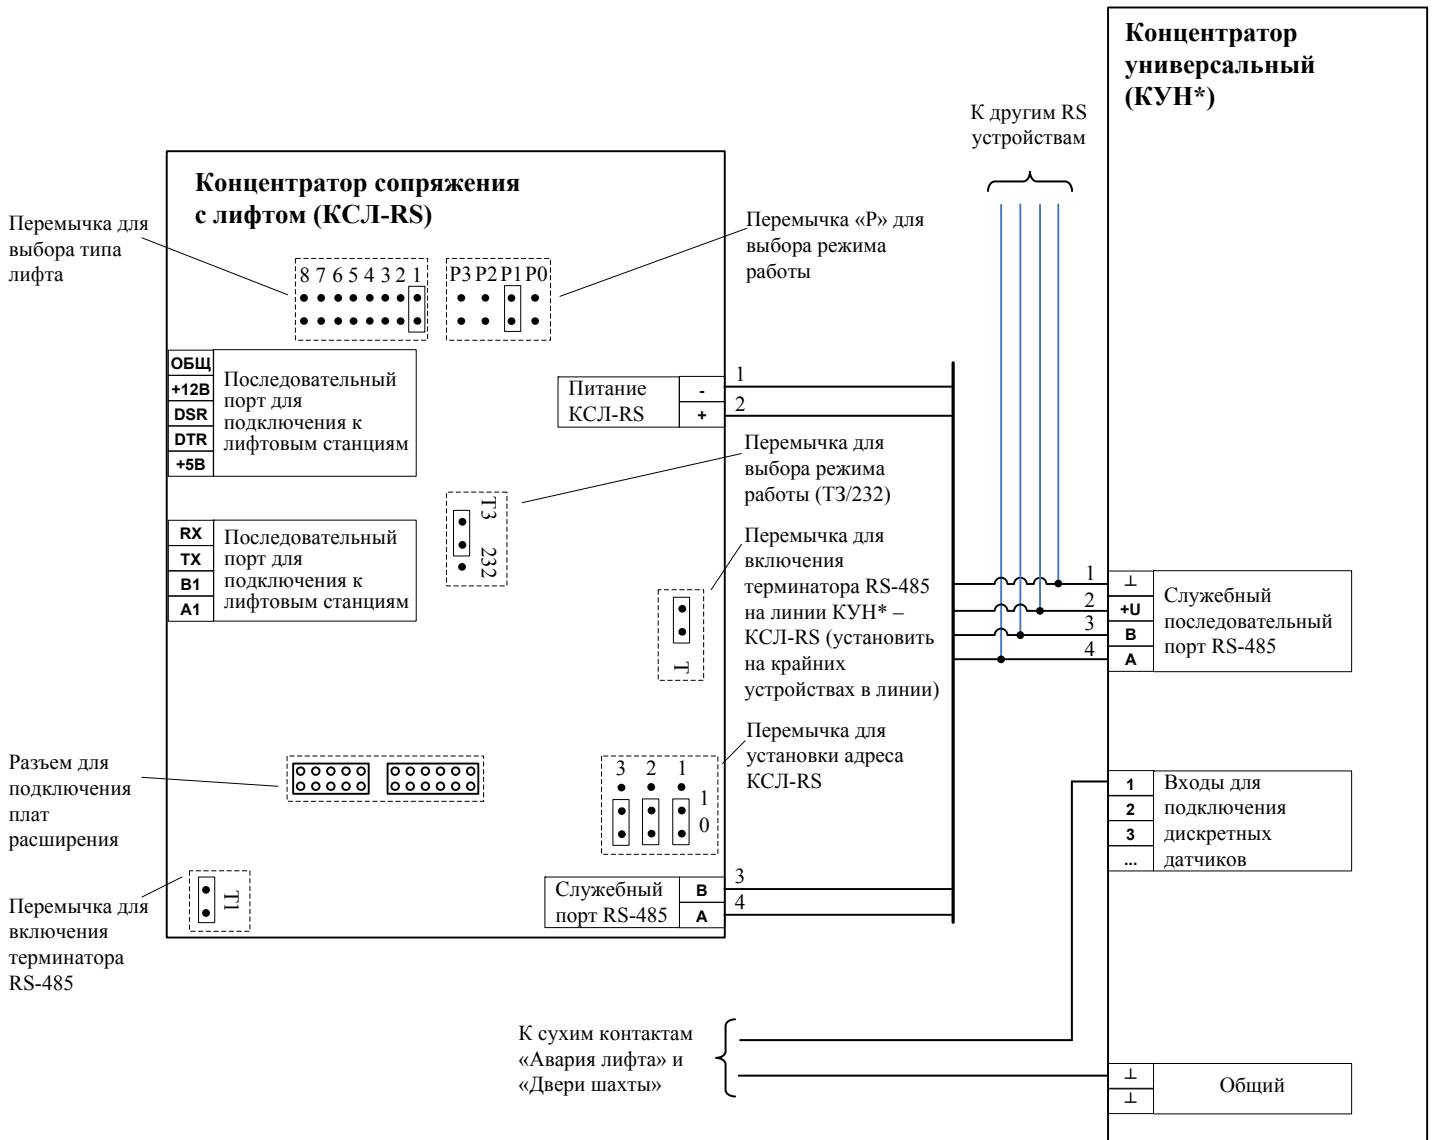 Концентратор
универсальный
(КУН*)
К другим RS
устройствам
Концентратор сопряжения
с лифтом (КСЛ-RS)
Перемычка для
выбора типа
лифта
8 7 6 5 4 3 2 1
P3 P2 P1 P0
Перемычка «Р» для
выбора режима
работы
ОБЩ
+12В
DSR
DTR
+5В
Последовательный
порт для
подключения к
лифтовым станциям
Питание
КСЛ-RS
-
+
1
2
Перемычка для
выбора режима
работы (ТЗ/232)
ТЗ
232
RX
TX
B1
A1
Последовательный
порт для
подключения к
лифтовым станциям
Перемычка для
включения
терминатора RS-485
на линии КУН* –
КСЛ-RS (установить
на крайних
устройствах в линии)
Т
1
2
3
4
⊥
+U
B
A
Служебный
последовательный
порт RS-485
Перемычка для
установки адреса
КСЛ-RS
3 2 1
1
0
Разъем для
подключения
плат
расширения
1
2
3
...
Входы для
подключения
дискретных
датчиков
Т1
Перемычка для
включения
терминатора
RS-485
Служебный
порт RS-485
B
A
3
4
К сухим контактам
«Авария лифта» и
«Двери шахты»
⊥
⊥
Общий